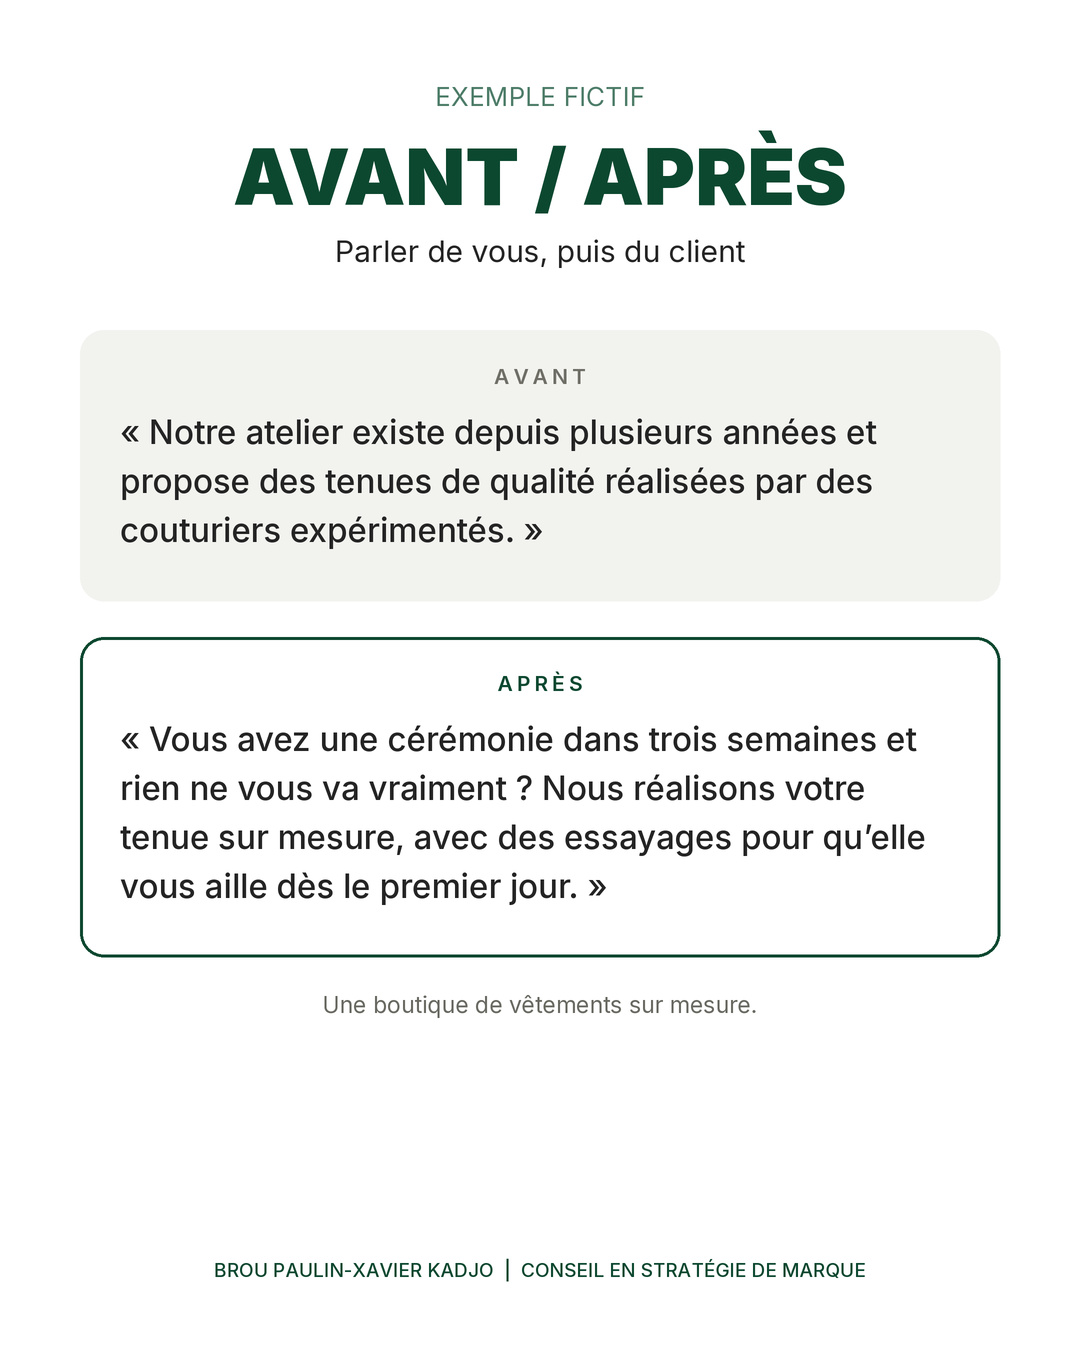 EXEMPLE FICTIF
AVANT / APRÈS
Parler de vous, puis du client
AVANT
« Notre atelier existe depuis plusieurs années et
propose des tenues de qualité réalisées par des
couturiers expérimentés. »
APRÈS
« Vous avez une cérémonie dans trois semaines et
rien ne vous va vraiment ? Nous réalisons votre
tenue sur mesure, avec des essayages pour qu’elle
vous aille dès le premier jour. »
Une boutique de vêtements sur mesure.
BROU PAULIN-XAVIER KADJO | CONSEIL EN STRATÉGIE DE MARQUE